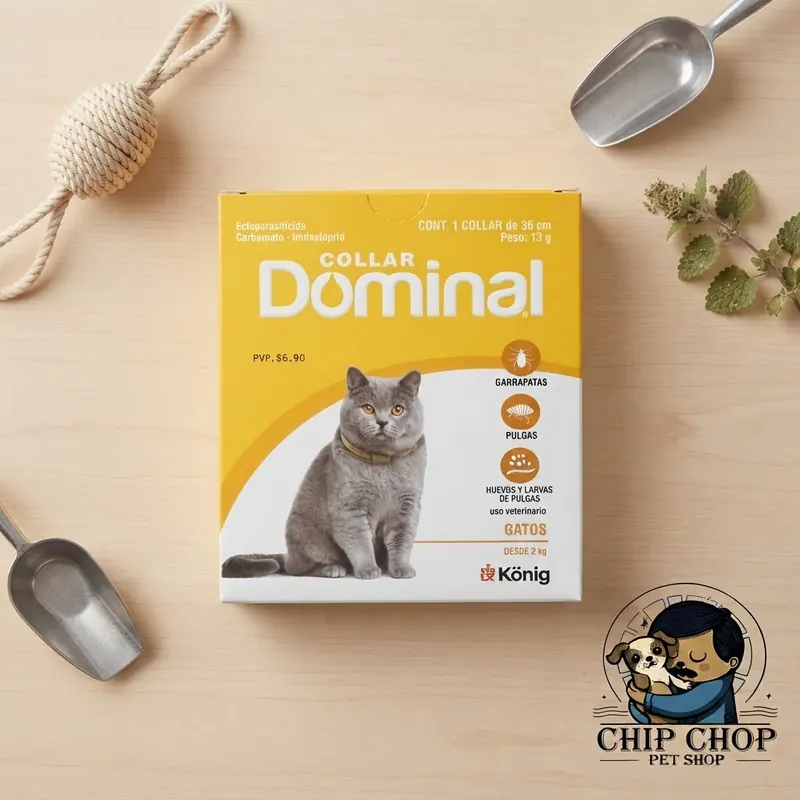 Ectoparasiticida
Carbamato - Imidacloprid
CONT. 1 COLLAR de 36 cm
Peso: 13 g
COLLAR
Dominal
PVP. $6.90
GARRAPATAS
PULGAS
HUEVOS Y LARVAS
DE PULGAS
uso veterinario
GATOS
DESDE 2 kg
König
CHIP CHOP
PET SHOP